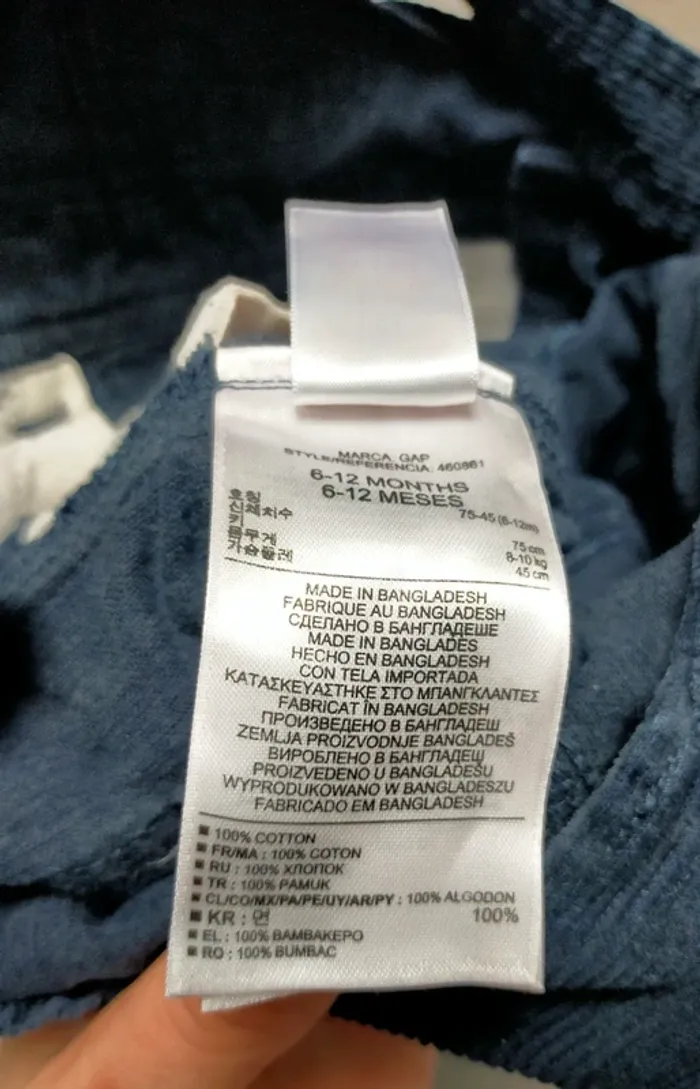 MARCA. GAP
STYLE/REFERENCIA. 460861
6-12 MONTHS
6-12 MESES
호칭 75-45 (6-12m)
신체치수
키 75 cm
몸무게 8-10 kg
가슴둘레 45 cm
MADE IN BANGLADESH
FABRIQUE AU BANGLADESH
СДЕЛАНО В БАНГЛАДЕШЕ
MADE IN BANGLADEŞ
HECHO EN BANGLADESH
CON TELA IMPORTADA
ΚΑΤΑΣΚΕΥΑΣΤΗΚΕ ΣΤΟ ΜΠΑΝΓΚΛΑΝΤΕΣ
FABRICAT ÎN BANGLADESH
ПРОИЗВЕДЕНО В БАНГЛАДЕШ
ZEMLJA PROIZVODNJE BANGLADEŠ
ВИРОБЛЕНО В БАНГЛАДЕШ
PROIZVEDENO U BANGLADEŠU
WYPRODUKOWANO W BANGLADESZU
FABRICADO EM BANGLADESH
100% COTTON
FR/MA : 100% COTON
RU : 100% ХЛОПОК
TR : 100% PAMUK
CL/CO/MX/PA/PE/UY/AR/PY : 100% ALGODON
KR : 면 100%
EL : 100% ΒΑΜΒΑΚΕΡΟ
RO : 100% BUMBAC